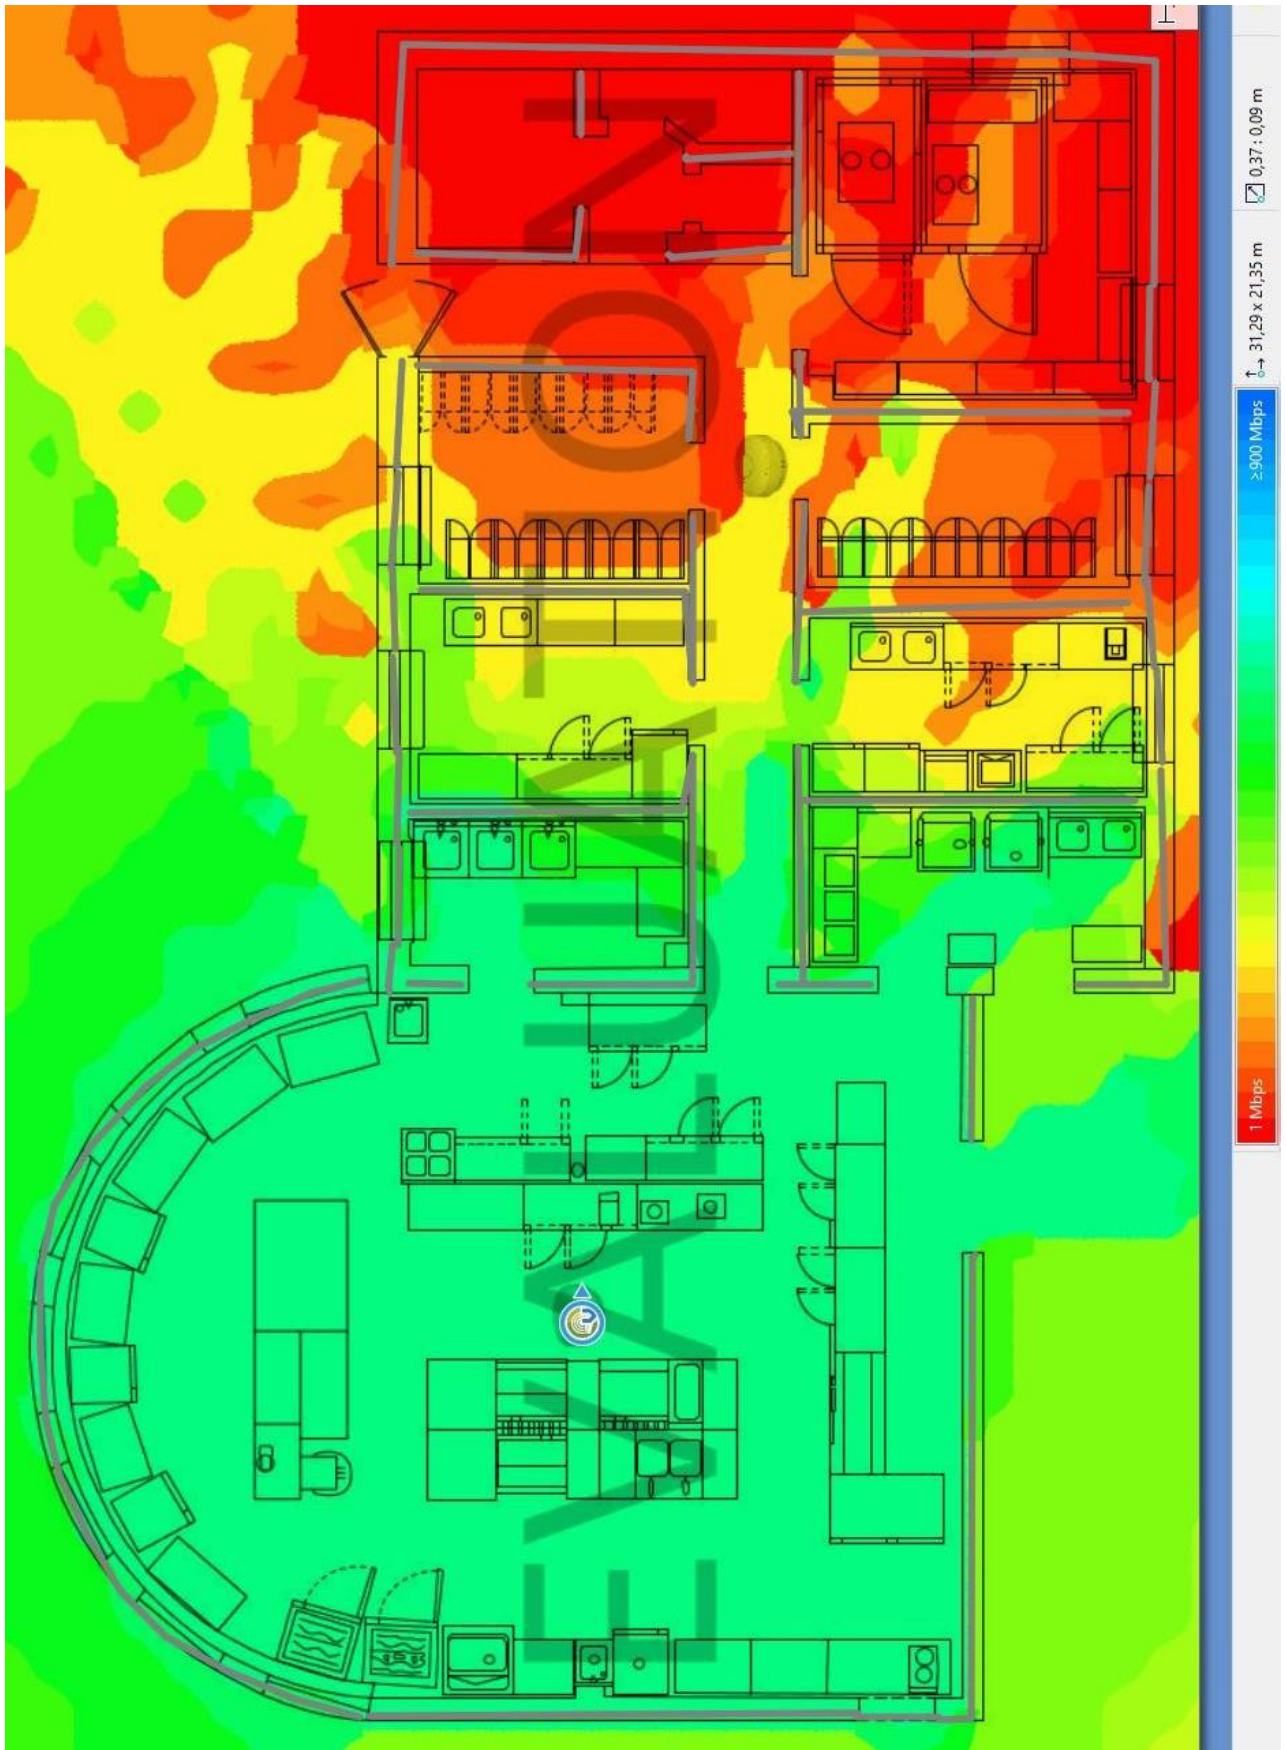 EVALUATION
0,37 : 0,09 m
31,29 x 21,35 m
≥900 Mbps
1 Mbps